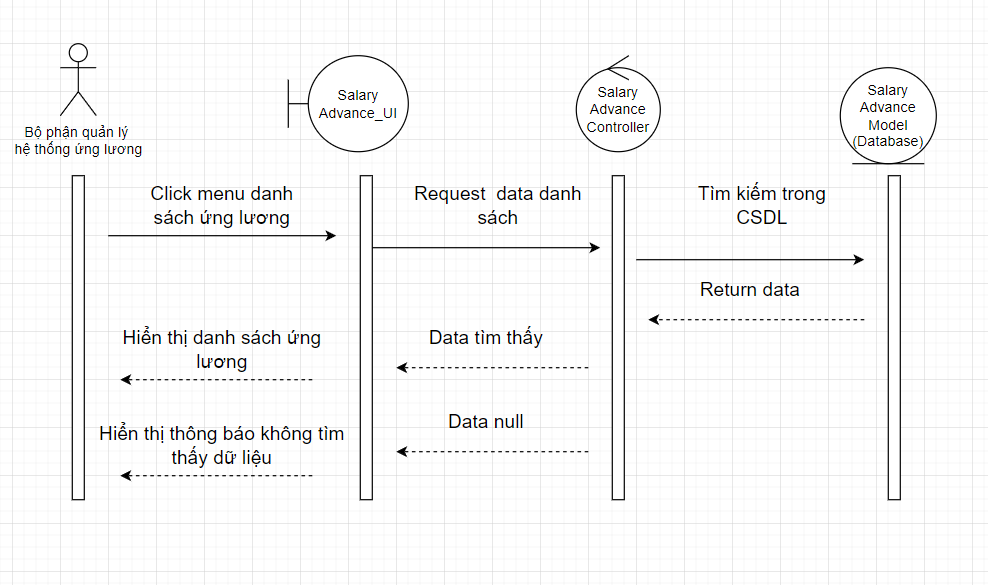 Bộ phận quản lý
hệ thống ứng lương
Salary
Advance_UI
Salary
Advance
Controller
Salary
Advance
Model
(Database)
Click menu danh
sách ứng lương
Request data danh
sách
Tìm kiếm trong
CSDL
Return data
Hiển thị danh sách ứng
lương
Data tìm thấy
Data null
Hiển thị thông báo không tìm
thấy dữ liệu